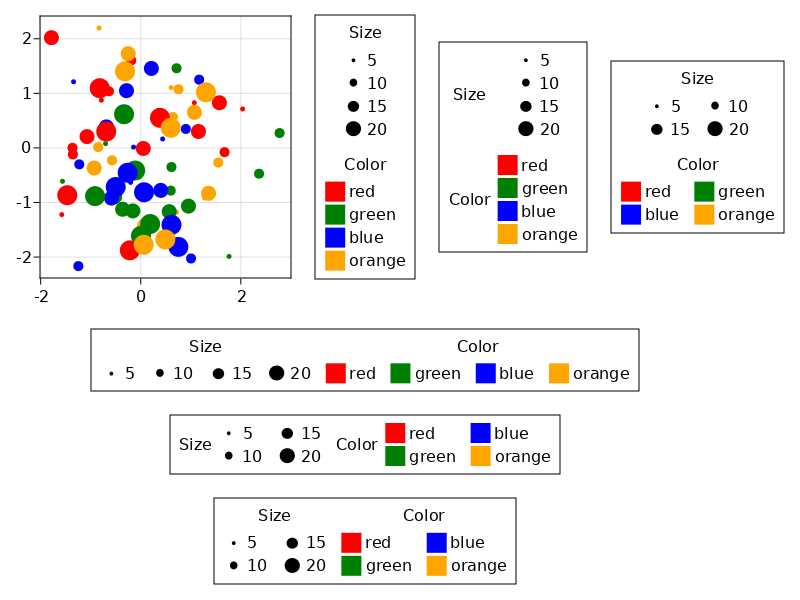 2
1
0
-1
-2
-2 0 2
Size
5
10
15
20
Color
red
green
blue
orange
Size
5
10
15
20
Color
red
green
blue
orange
Size
5 10
15 20
Color
red green
blue orange
Size Color
5 10 15 20 red green blue orange
Size 5 15 Color red blue
10 20 green orange
Size Color
5 15 red blue
10 20 green orange